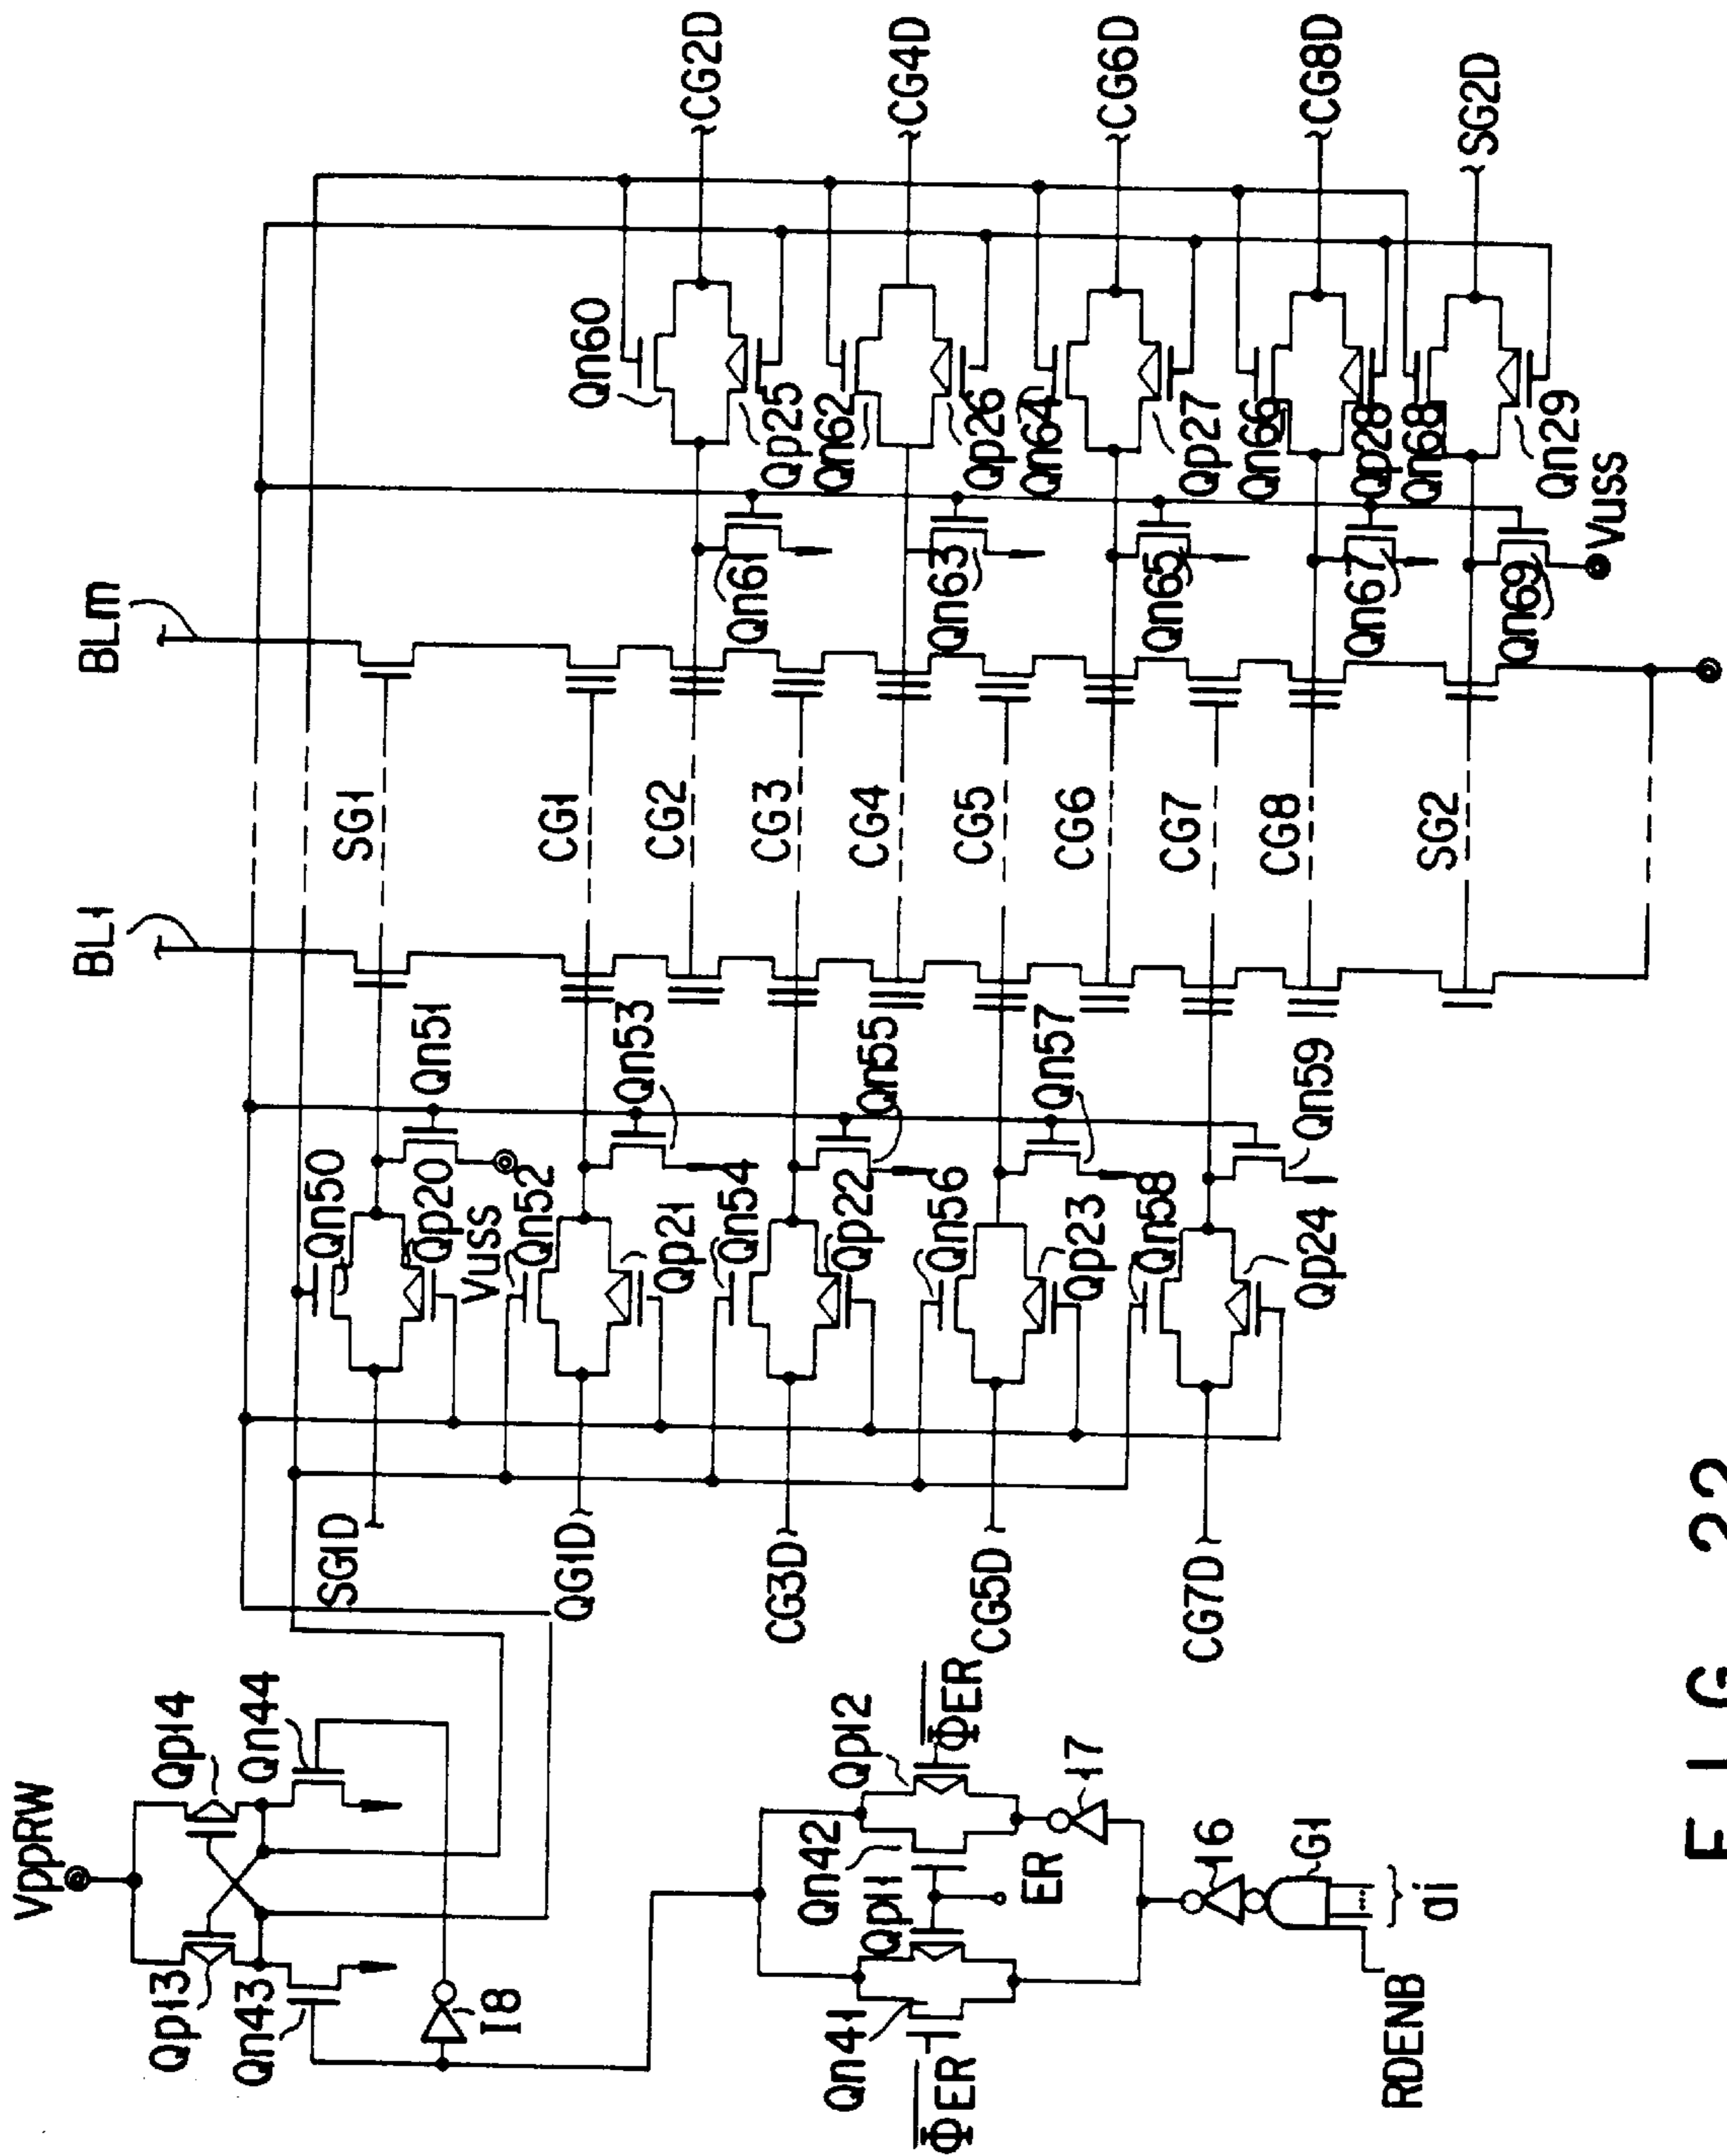 VppRW
Qp13
Qp14
Qn43
Qn44
I8
Qn41
Qp11
Qn42
Qp12
ΦER
ΦER
ER
I7
I6
G1
RDENB
ai
SG1D
QG1D
CG3D
CG5D
CG7D
Qn50
Qp20
Qn51
Vuss
Qn52
Qp21
Qn53
Qn54
Qp22
Qn55
Qn56
Qp23
Qn57
Qn58
Qp24
Qn59
BL1
BLm
SG1
CG1
CG2
CG3
CG4
CG5
CG6
CG7
CG8
SG2
Qn60
Qp25
Qn61
Qn62
Qp26
Qn63
Qn64
Qp27
Qn65
Qn66
Qp28
Qn67
Qn68
Qn29
Qn69
Vuss
CG2D
CG4D
CG6D
CG8D
SG2D
FIG. 22